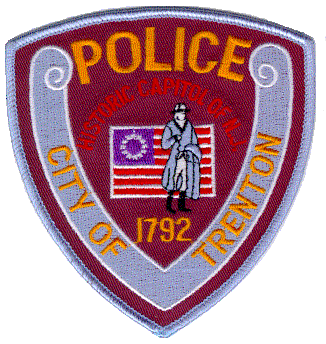 POLICE
HISTORIC CAPITOL OF N.J.
1792
CITY OF TRENTON